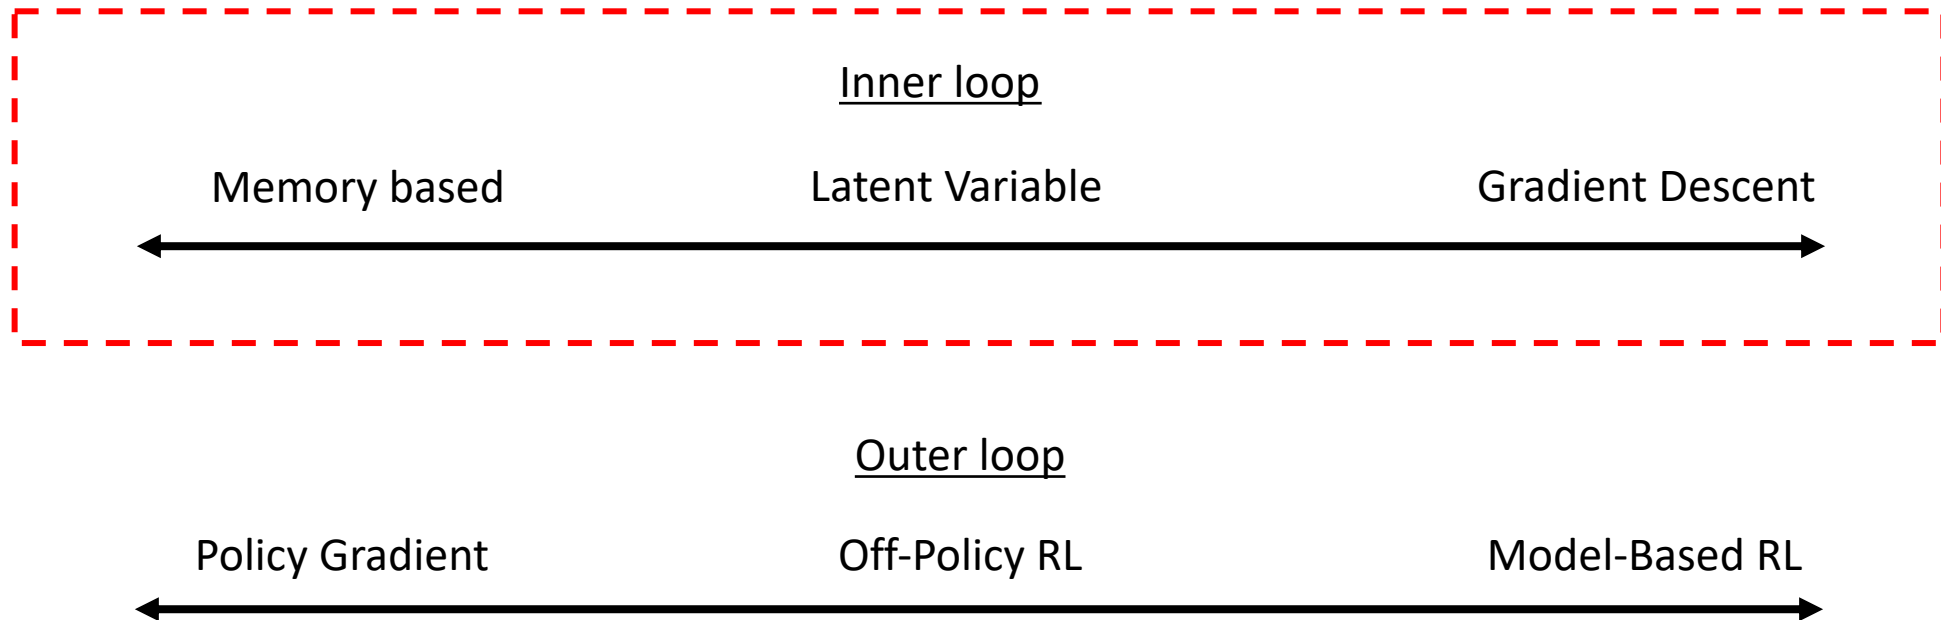 Inner loop
Memory based Latent Variable Gradient Descent
Outer loop
Policy Gradient Off-Policy RL Model-Based RL